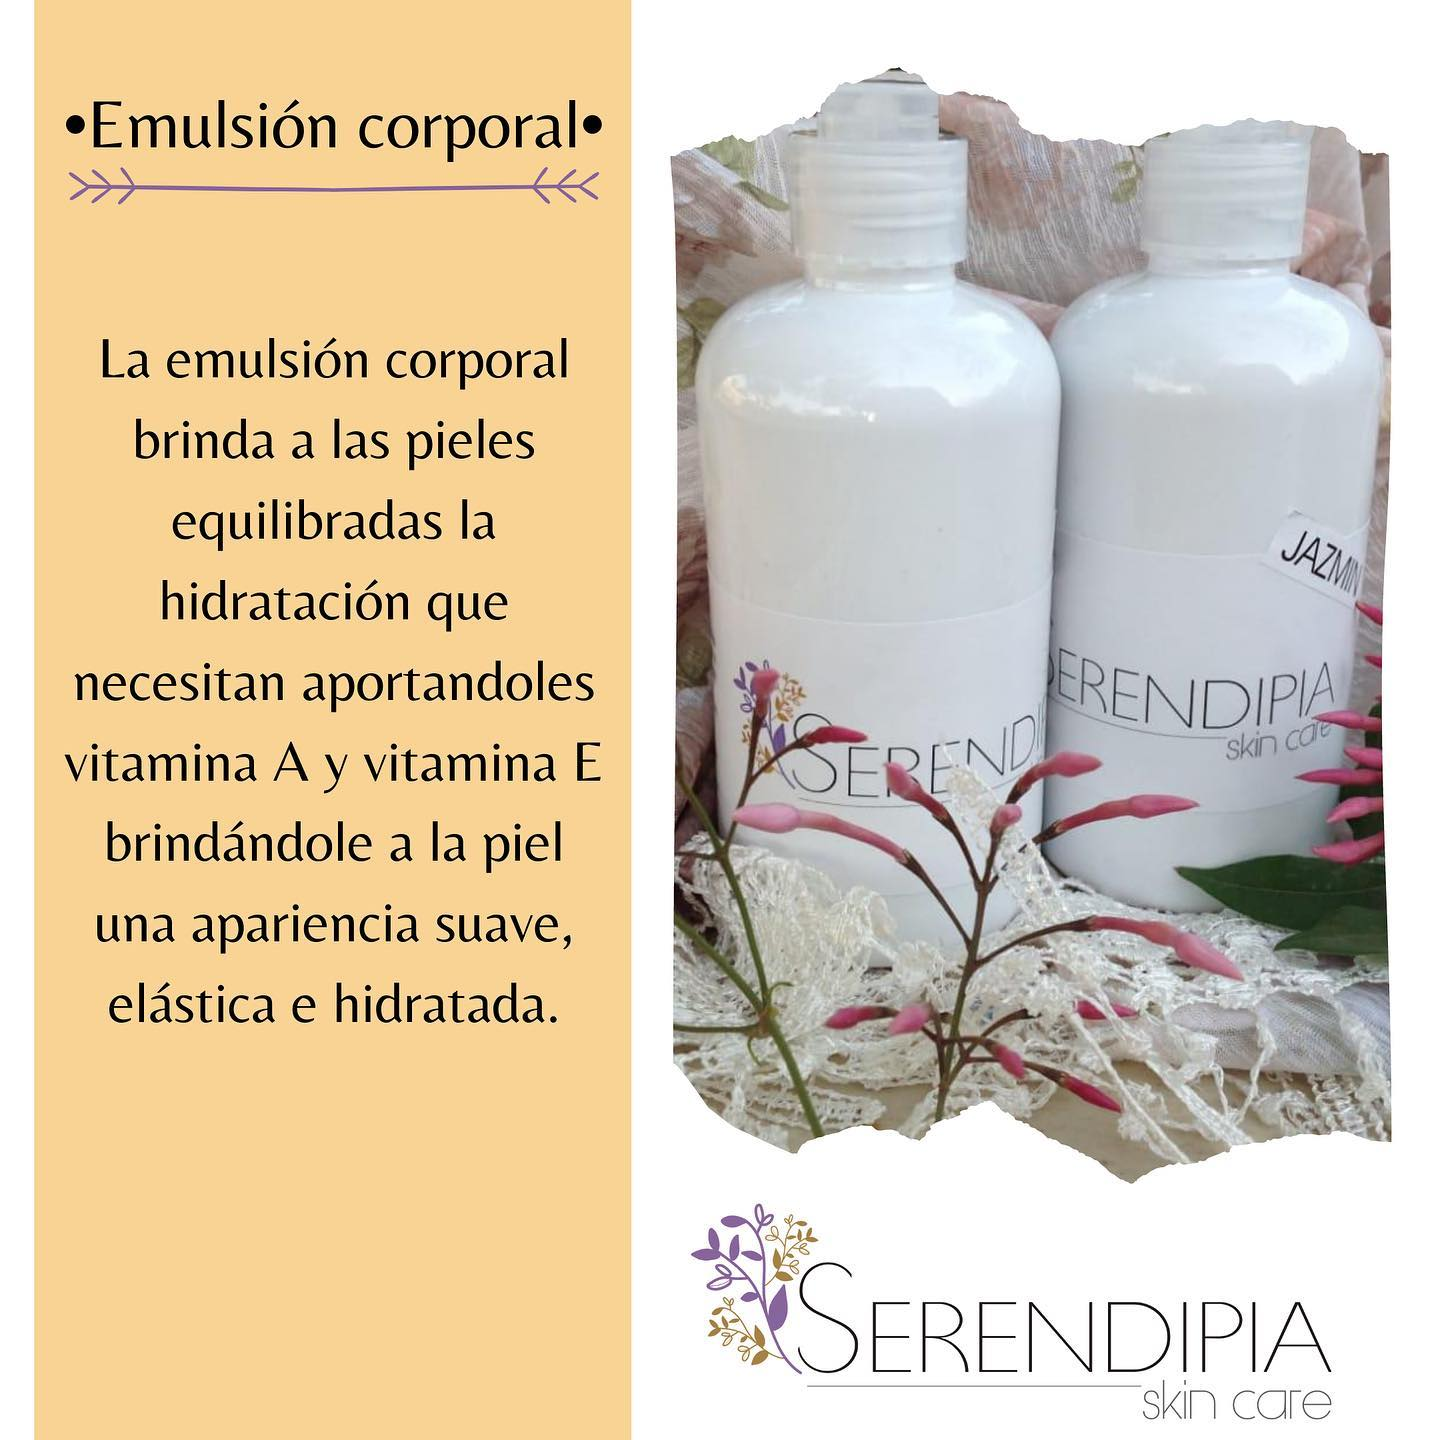 •Emulsión corporal•
La emulsión corporal
brinda a las pieles
equilibradas la
hidratación que
necesitan aportandoles
vitamina A y vitamina E
brindándole a la piel
una apariencia suave,
elástica e hidratada.
JAZMIN
SERENDI
SERENDIPIA
skin care
SERENDIPIA
skin care